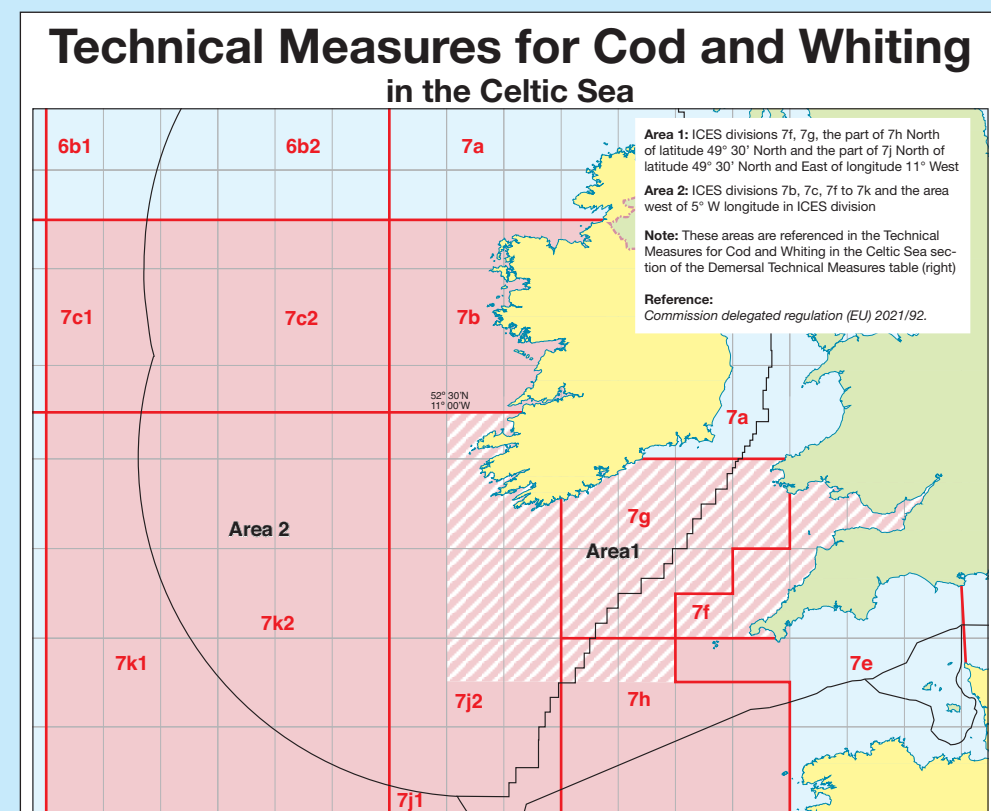 Technical Measures for Cod and Whiting
in the Celtic Sea
Area 1: ICES divisions 7f, 7g, the part of 7h North
of latitude 49° 30’ North and the part of 7j North of
latitude 49° 30’ North and East of longitude 11° West
Area 2: ICES divisions 7b, 7c, 7f to 7k and the area
west of 5° W longitude in ICES division
Note: These areas are referenced in the Technical
Measures for Cod and Whiting in the Celtic Sea sec-
tion of the Demersal Technical Measures table (right)
Reference:
Commission delegated regulation (EU) 2021/92.
6b1
6b2
7a
7c1
7c2
7b
52° 30’N
11° 00’W
7a
7g
Area 2
Area1
7f
7k2
7k1
7e
7j2
7h
7j1